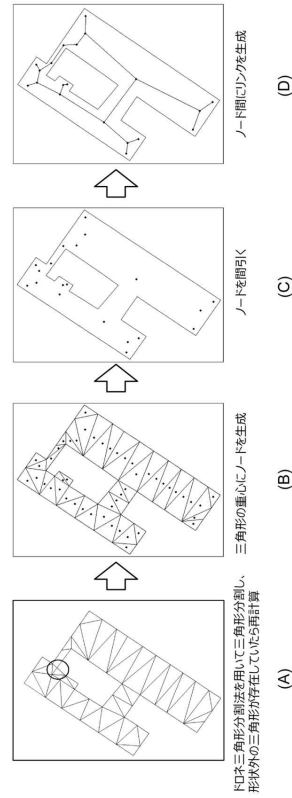 ドロネ三角形分割法を用いて三角形分割し、
形状外の三角形が存在していたら再計算
(A)
三角形の重心にノードを生成
(B)
ノードを間引く
(C)
ノード間にリンクを生成
(D)